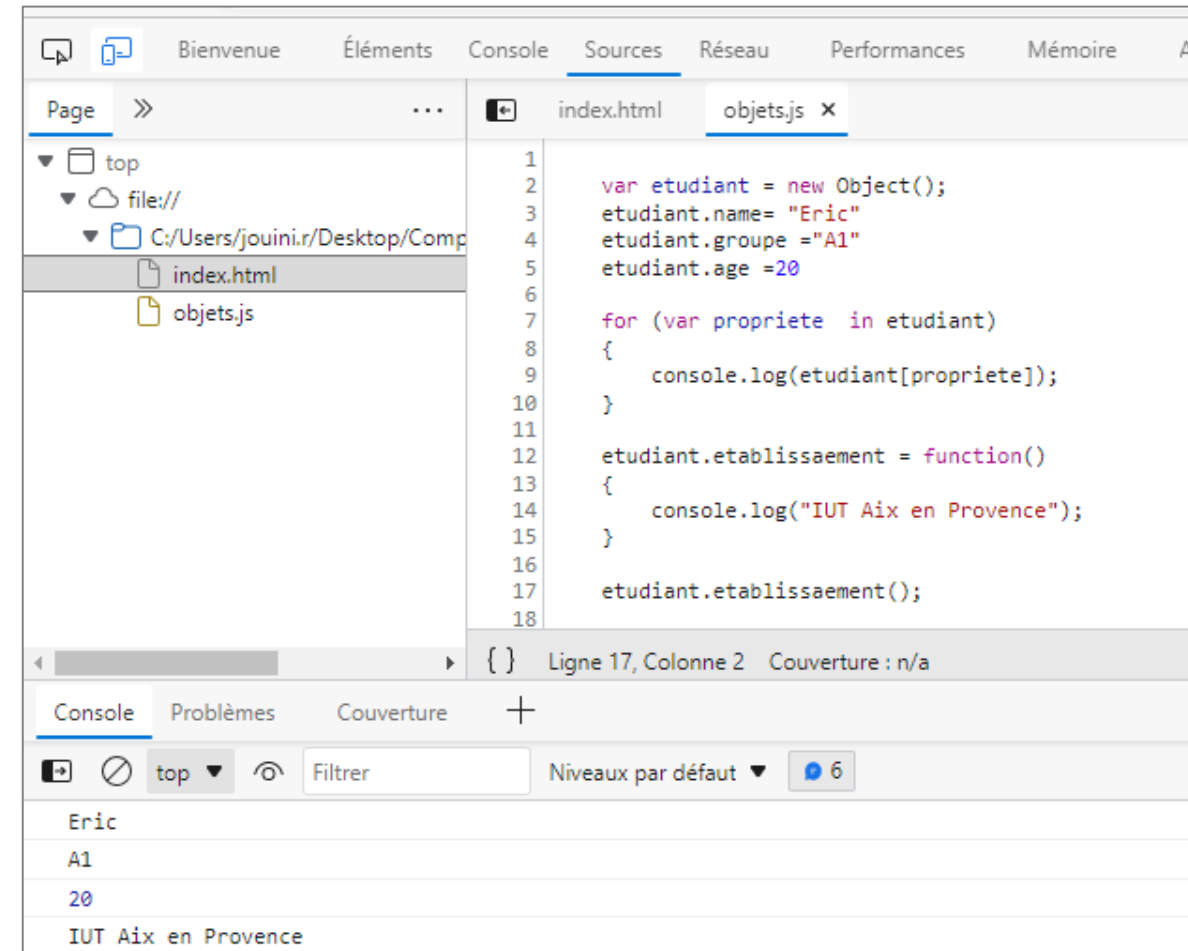 Bienvenue Éléments Console Sources Réseau Performances Mémoire A
Page
index.html objets.js
top
file://
C:/Users/jouini.r/Desktop/Comp
index.html
objets.js
1
2 var etudiant = new Object();
3 etudiant.name= "Eric"
4 etudiant.groupe ="A1"
5 etudiant.age =20
6
7 for (var propriete in etudiant)
8 {
9 console.log(etudiant[propriete]);
10 }
11
12 etudiant.etablissaement = function()
13 {
14 console.log("IUT Aix en Provence");
15 }
16
17 etudiant.etablissaement();
18
{ } Ligne 17, Colonne 2 Couverture : n/a
Console Problèmes Couverture
top Filtrer Niveaux par défaut 6
Eric
A1
20
IUT Aix en Provence